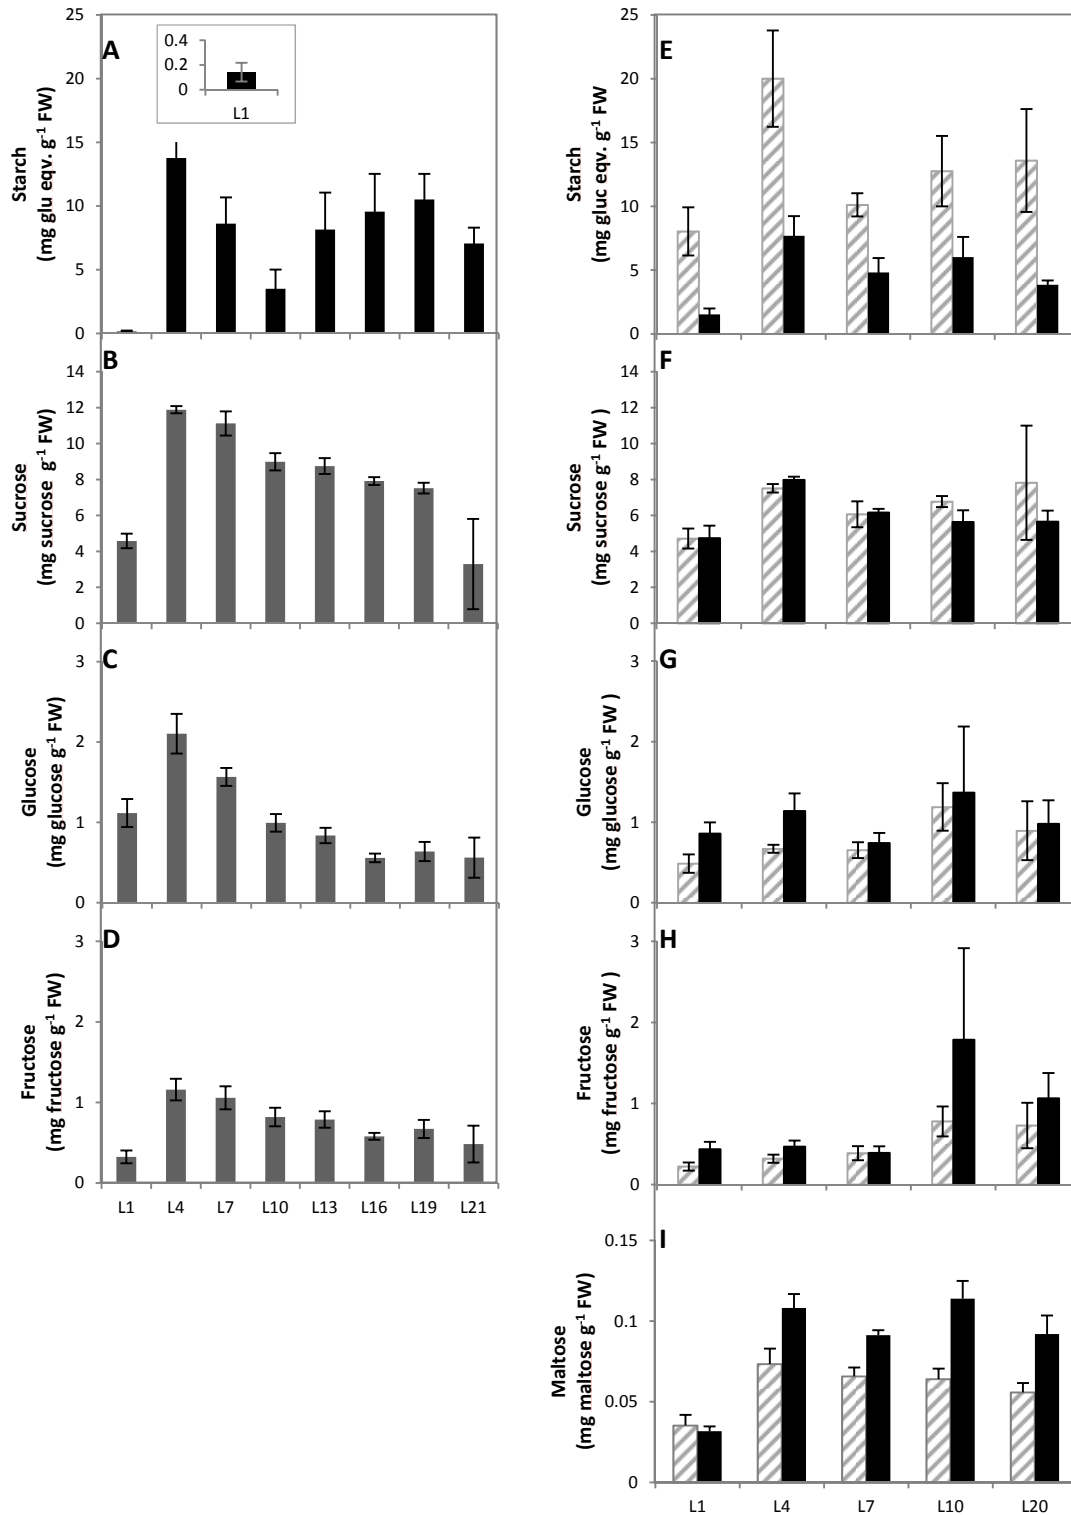 A
Starch
(mg glu eqv. g-1 FW)
25
20
15
10
5
0
0.4
0.2
0
L1
B
Sucrose
(mg sucrose g-1 FW)
14
12
10
8
6
4
2
0
C
Glucose
(mg glucose g-1 FW)
3
2
1
0
D
Fructose
(mg fructose g-1 FW)
3
2
1
0
L1 L4 L7 L10 L13 L16 L19 L21
E
Starch
(mg gluc eqv. g-1 FW
25
20
15
10
5
0
F
Sucrose
(mg sucrose g-1 FW )
14
12
10
8
6
4
2
0
G
Glucose
(mg glucose g-1 FW )
3
2
1
0
H
Fructose
(mg fructose g-1 FW )
3
2
1
0
I
Maltose
(mg maltose g-1 FW)
0.15
0.1
0.05
0
L1 L4 L7 L10 L20